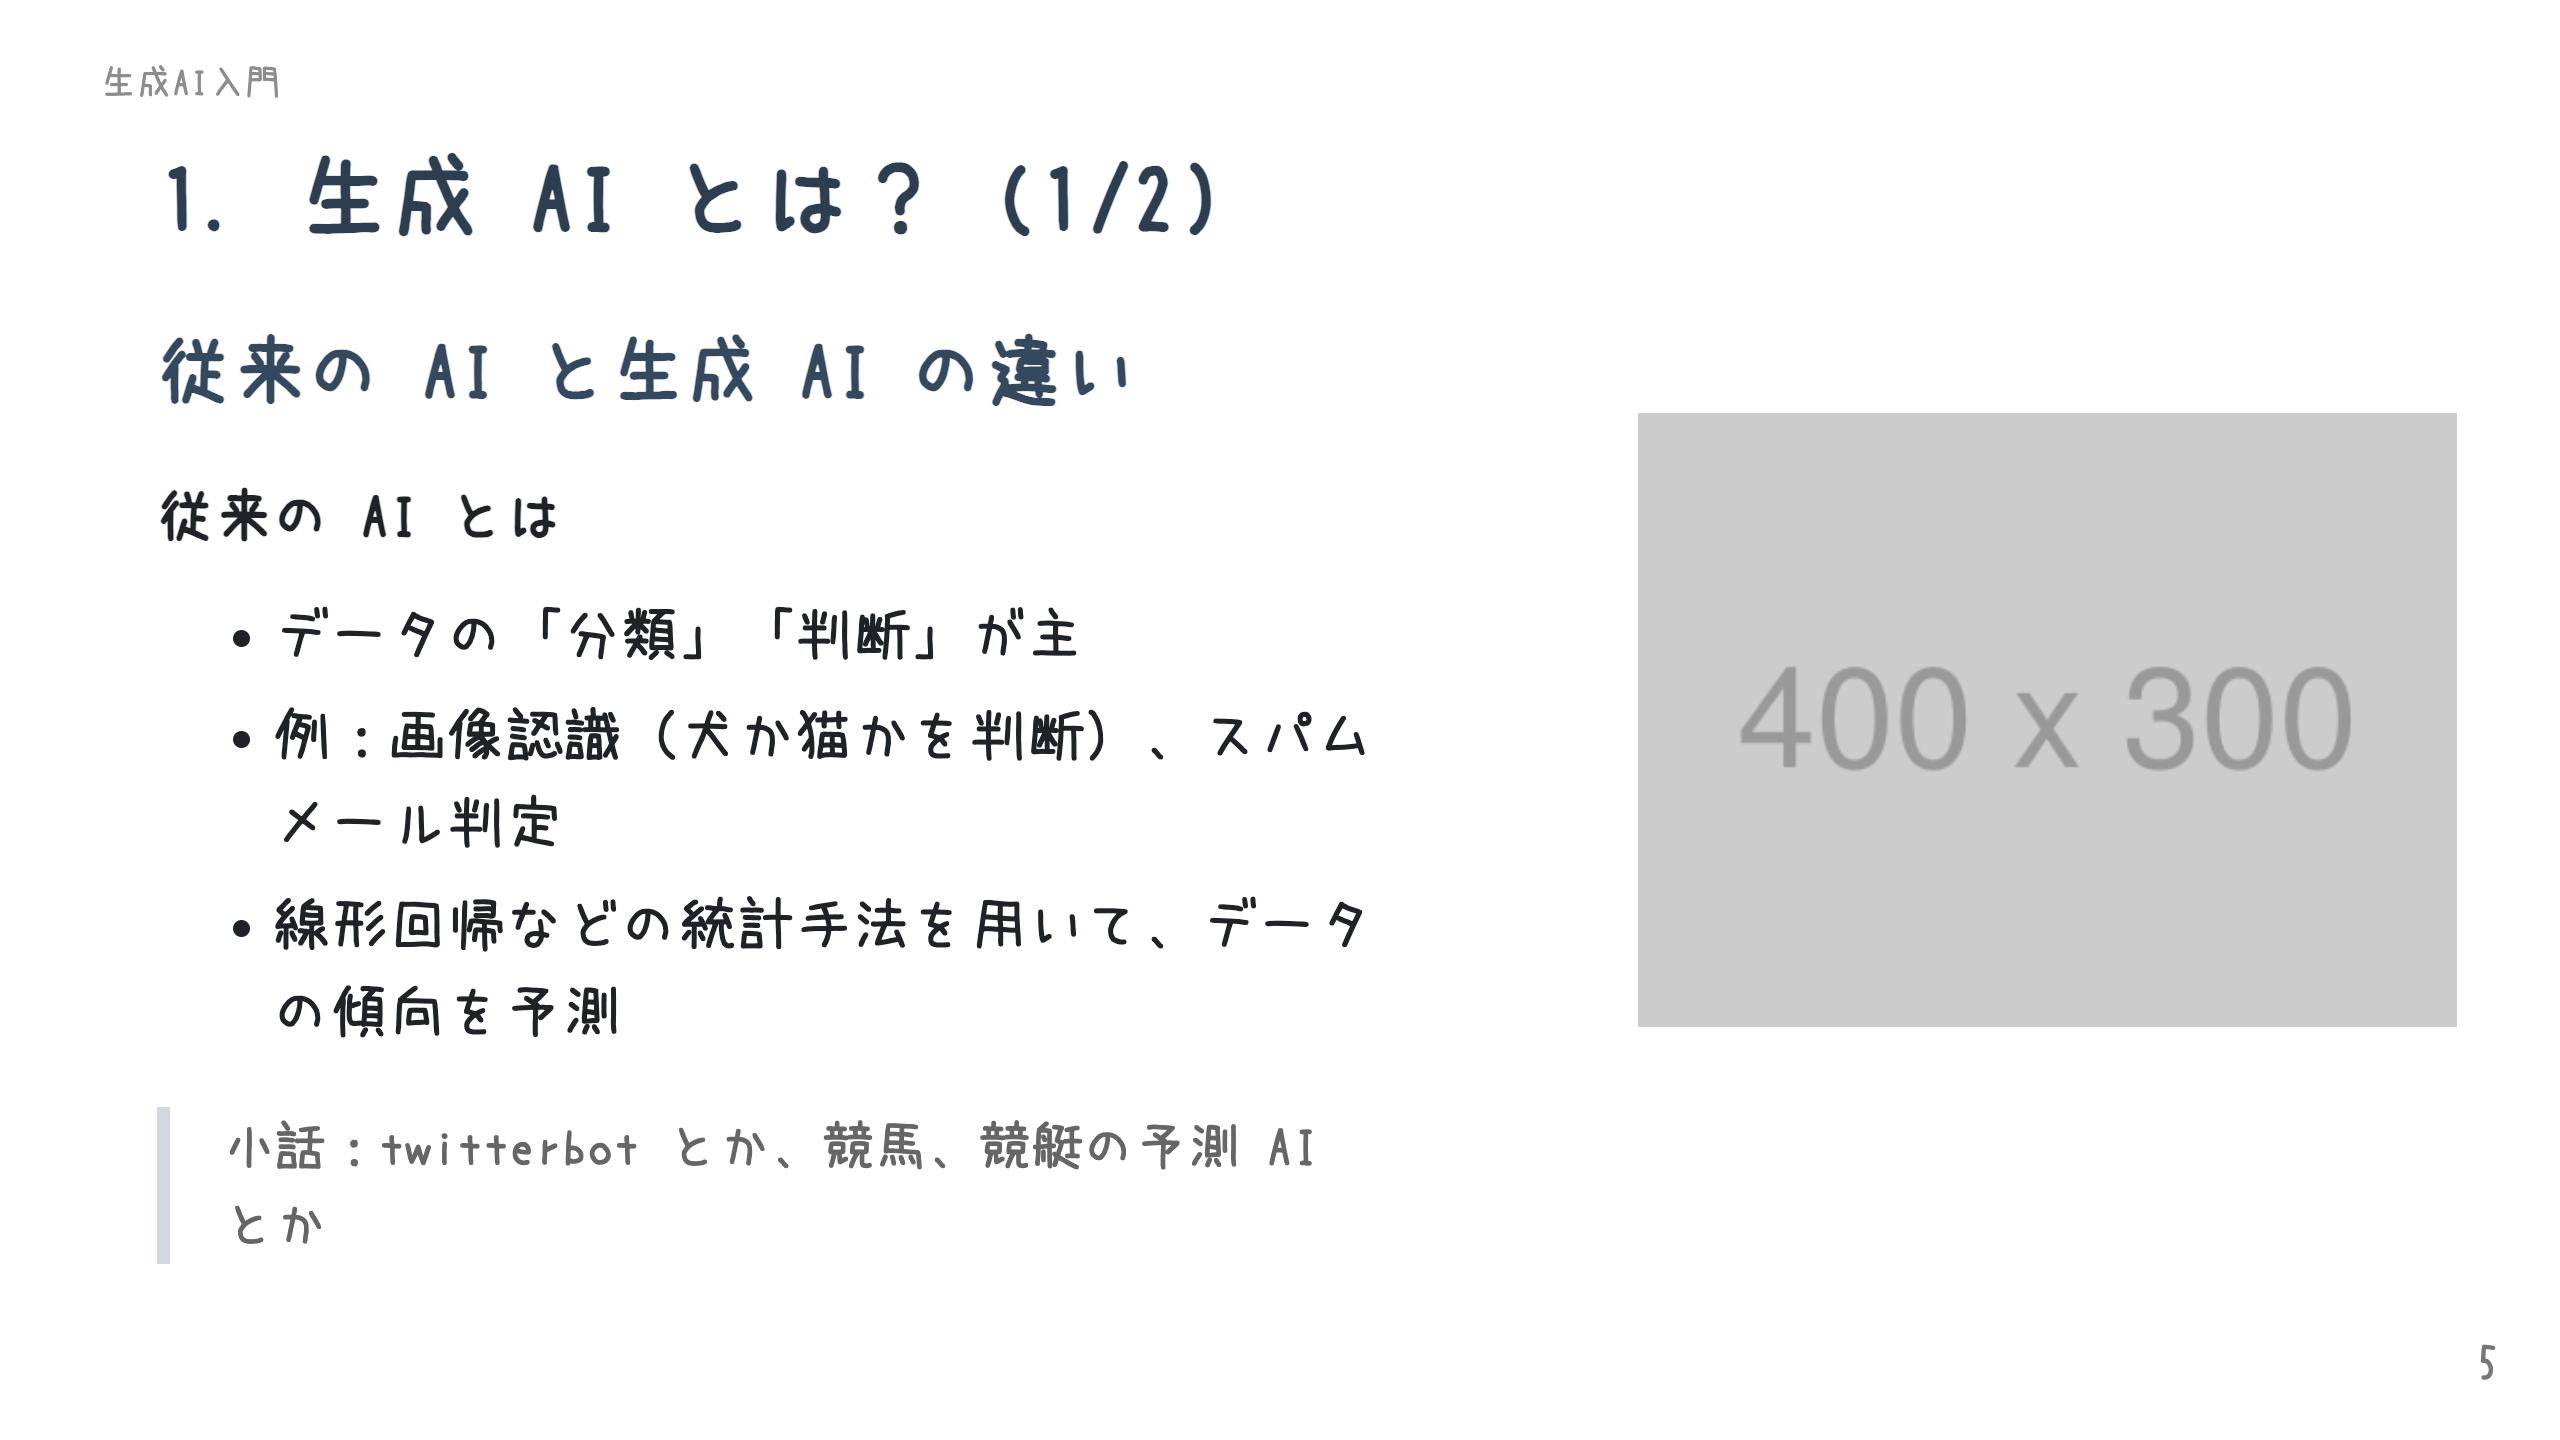 生成AI入門
1. 生成 AI とは？ (1/2)
従来の AI と生成 AI の違い
従来の AI とは
• データの「分類」「判断」が主
• 例：画像認識（犬か猫かを判断）、スパム
メール判定
• 線形回帰などの統計手法を用いて、データ
の傾向を予測
小話：twitterbot とか、競馬、競艇の予測 AI
とか
400 x 300
5